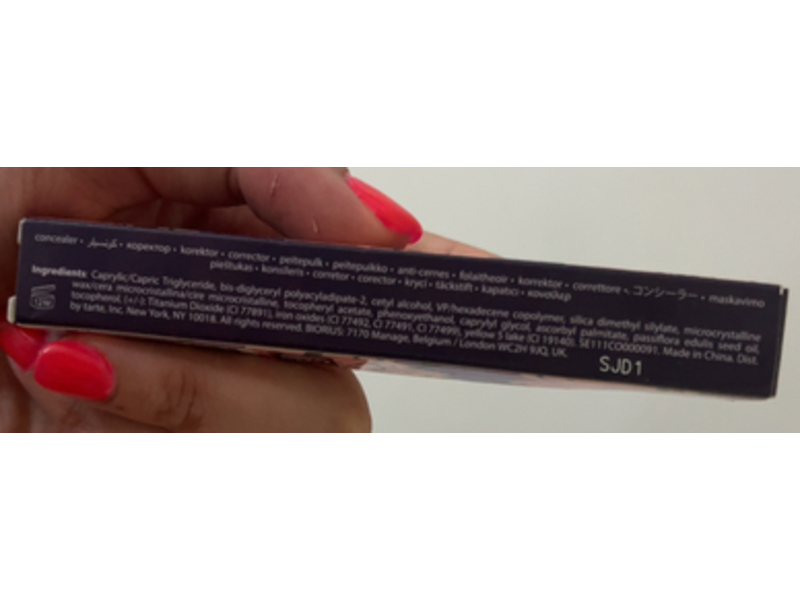 concealer • كونسيلر • коректор • korektor • corrector • peitepulk • peitepuikko • anti-cernes • folaitheoir • korrektor • correttore • コンシーラー • maskavimo
pieštukas • konsileris • corretor • corector • krycí • täckstift • kapatıcı • κονσίλερ
Ingredients: Caprylic/Capric Triglyceride, bis-diglyceryl polyacyladipate-2, cetyl alcohol, VP/hexadecene copolymer, silica dimethyl silylate, microcrystalline
wax/cera microcristallina/cire microcristalline, tocopheryl acetate, phenoxyethanol, caprylyl glycol, ascorbyl palmitate, passiflora edulis seed oil,
tocopherol, (+/-): Titanium Dioxide (CI 77891), Iron oxides (CI 77492, CI 77491, CI 77499), yellow 5 lake (CI 19140). SE111CO000091. Made in China. Dist.
by tarte, Inc. New York, NY 10018. All rights reserved. BIORIUS: 7170 Manage, Belgium / London WC2H 9JQ, UK.
12M
SJD1